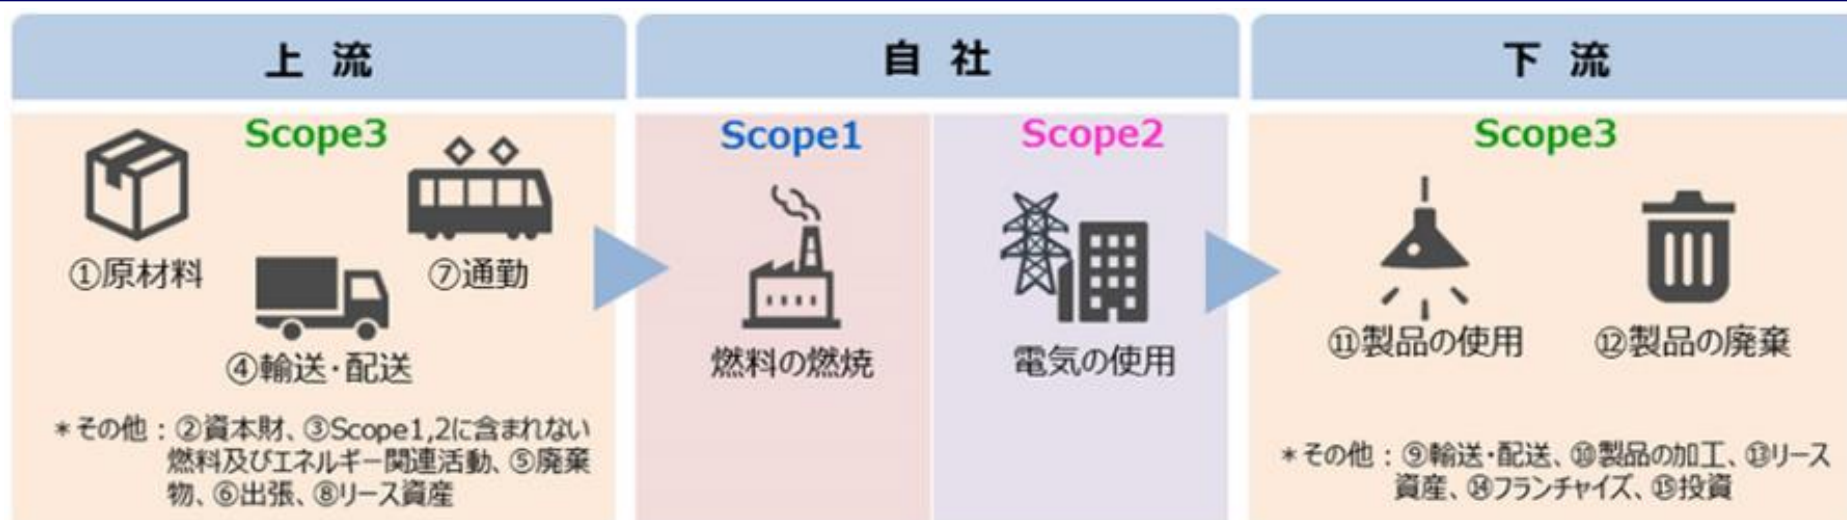 上 流
自 社
下 流
Scope3
①原材料
⑦通勤
④輸送・配送
＊その他：②資本財、③Scope1,2に含まれない
燃料及びエネルギー関連活動、⑤廃棄
物、⑥出張、⑧リース資産
Scope1
燃料の燃焼
Scope2
電気の使用
Scope3
⑪製品の使用
⑫製品の廃棄
＊その他：⑨輸送・配送、⑩製品の加工、⑬リース
資産、⑭フランチャイズ、⑮投資